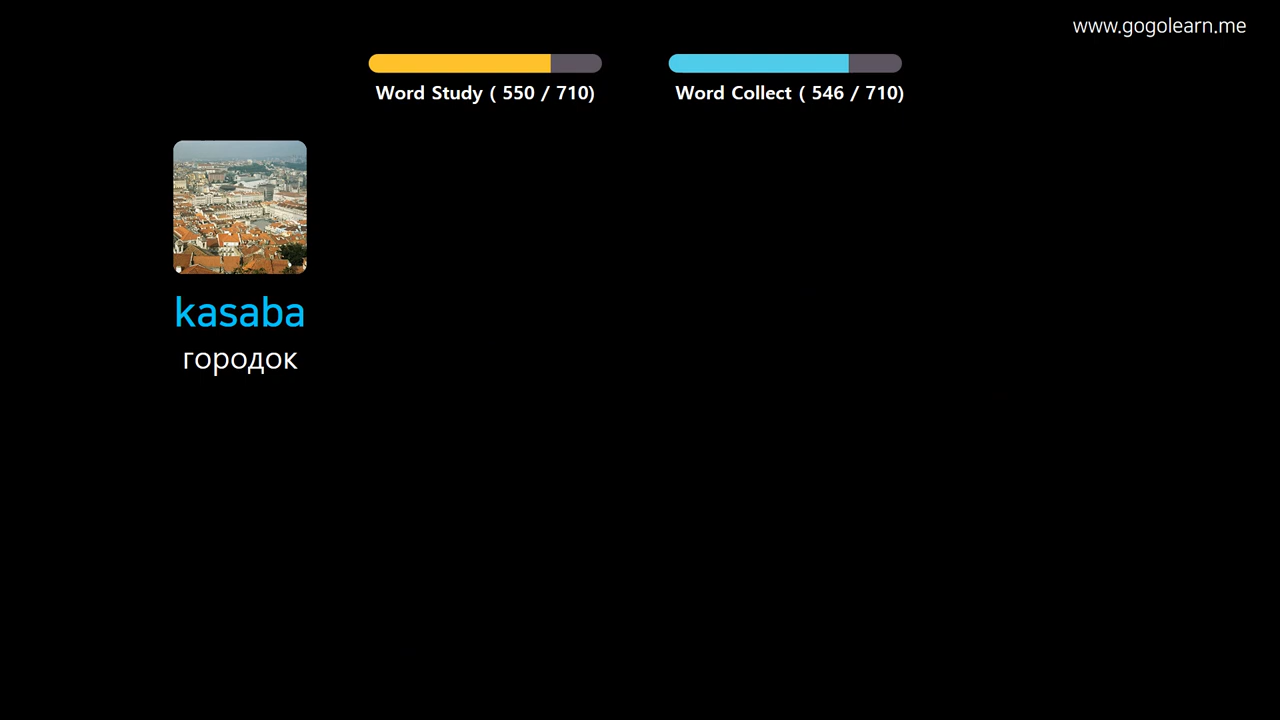 www.gogolearn.me
Word Study ( 550 / 710)
Word Collect ( 546 / 710)
kasaba
городок